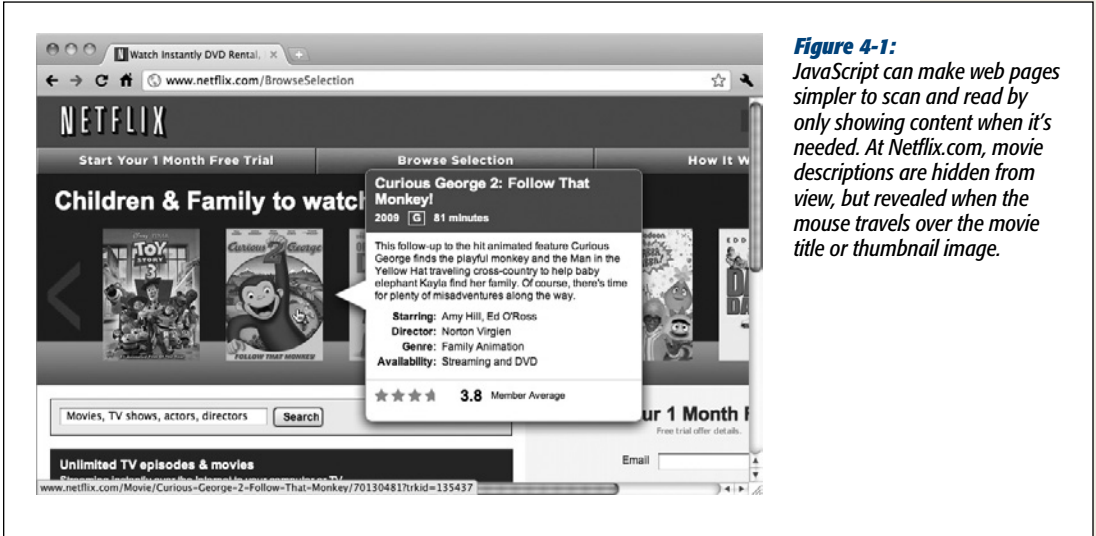 Watch Instantly DVD Rental,
www.netflix.com/BrowseSelection
NETFLIX
Start Your 1 Month Free Trial
Browse Selection
How It W
Children & Family to watch
TOY
STORY
3
Curious George
FOLLOW THAT MONKEY
Curious George 2: Follow That
Monkey!
2009 G 81 minutes
This follow-up to the hit animated feature Curious
George finds the playful monkey and the Man in the
Yellow Hat traveling cross-country to help baby
elephant Kayla find her family. Of course, there's time
for plenty of misadventures along the way.
Starring: Amy Hill, Ed O'Ross
Director: Norton Virgien
Genre: Family Animation
Availability: Streaming and DVD
3.8 Member Average
Movies, TV shows, actors, directors
Search
ur 1 Month F
Free trial offer details.
Email
Unlimited TV episodes & movies
www.netflix.com/Movie/Curious-George-2-Follow-That-Monkey/70130481?trkid=135437
Figure 4-1:
JavaScript can make web pages
simpler to scan and read by
only showing content when it's
needed. At Netflix.com, movie
descriptions are hidden from
view, but revealed when the
mouse travels over the movie
title or thumbnail image.